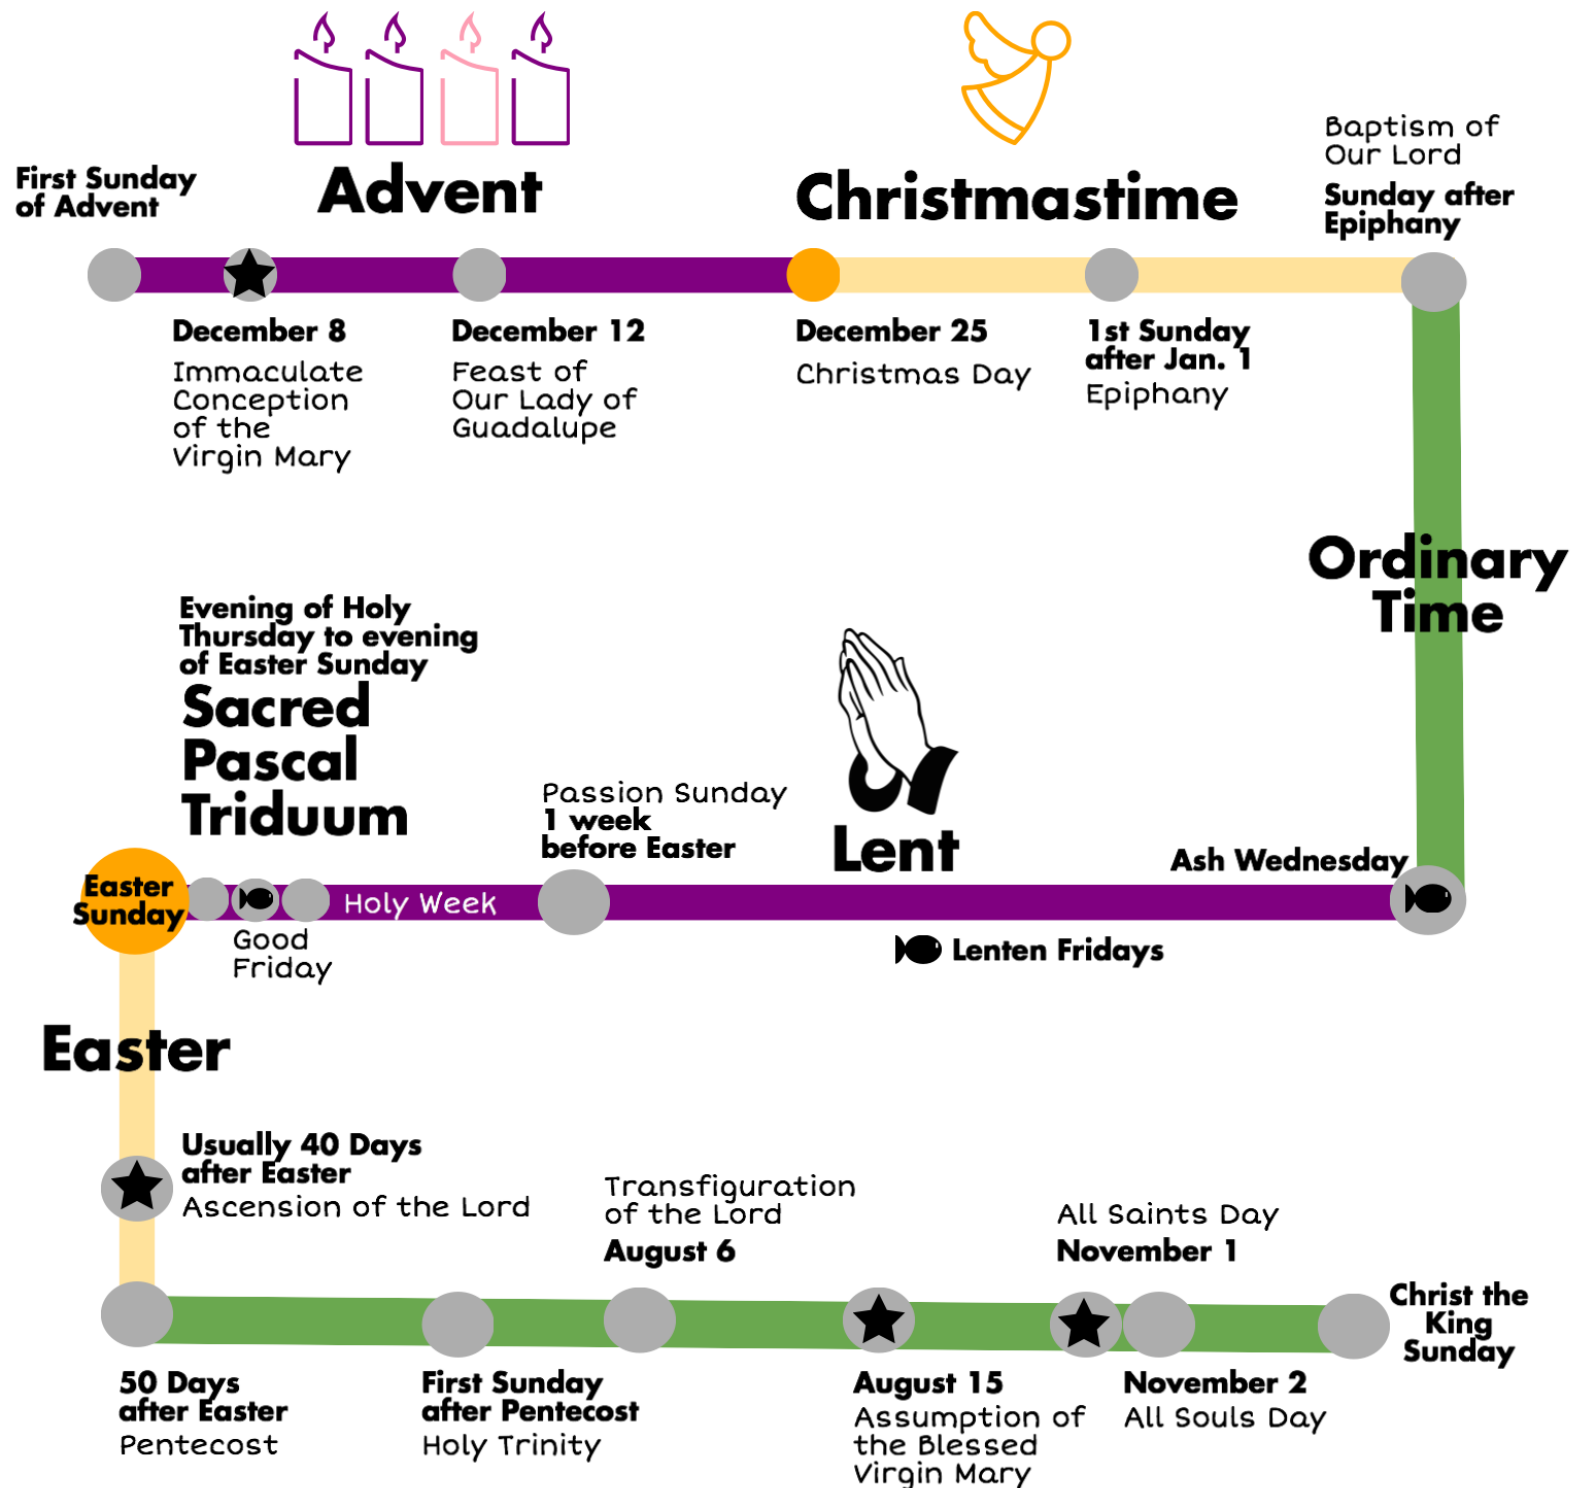 First Sunday
of Advent
Advent
Christmastime
Baptism of
Our Lord
Sunday after
Epiphany
December 8
Immaculate
Conception
of the
Virgin Mary
December 12
Feast of
Our Lady of
Guadalupe
December 25
Christmas Day
1st Sunday
after Jan. 1
Epiphany
Ordinary
Time
Evening of Holy
Thursday to evening
of Easter Sunday
Sacred
Pascal
Triduum
Passion Sunday
1 week
before Easter
Lent
Ash Wednesday
Easter
Sunday
Holy Week
Good
Friday
Lenten Fridays
Easter
Usually 40 Days
after Easter
Ascension of the Lord
Transfiguration
of the Lord
August 6
All Saints Day
November 1
Christ the
King
Sunday
50 Days
after Easter
Pentecost
First Sunday
after Pentecost
Holy Trinity
August 15
Assumption of
the Blessed
Virgin Mary
November 2
All Souls Day